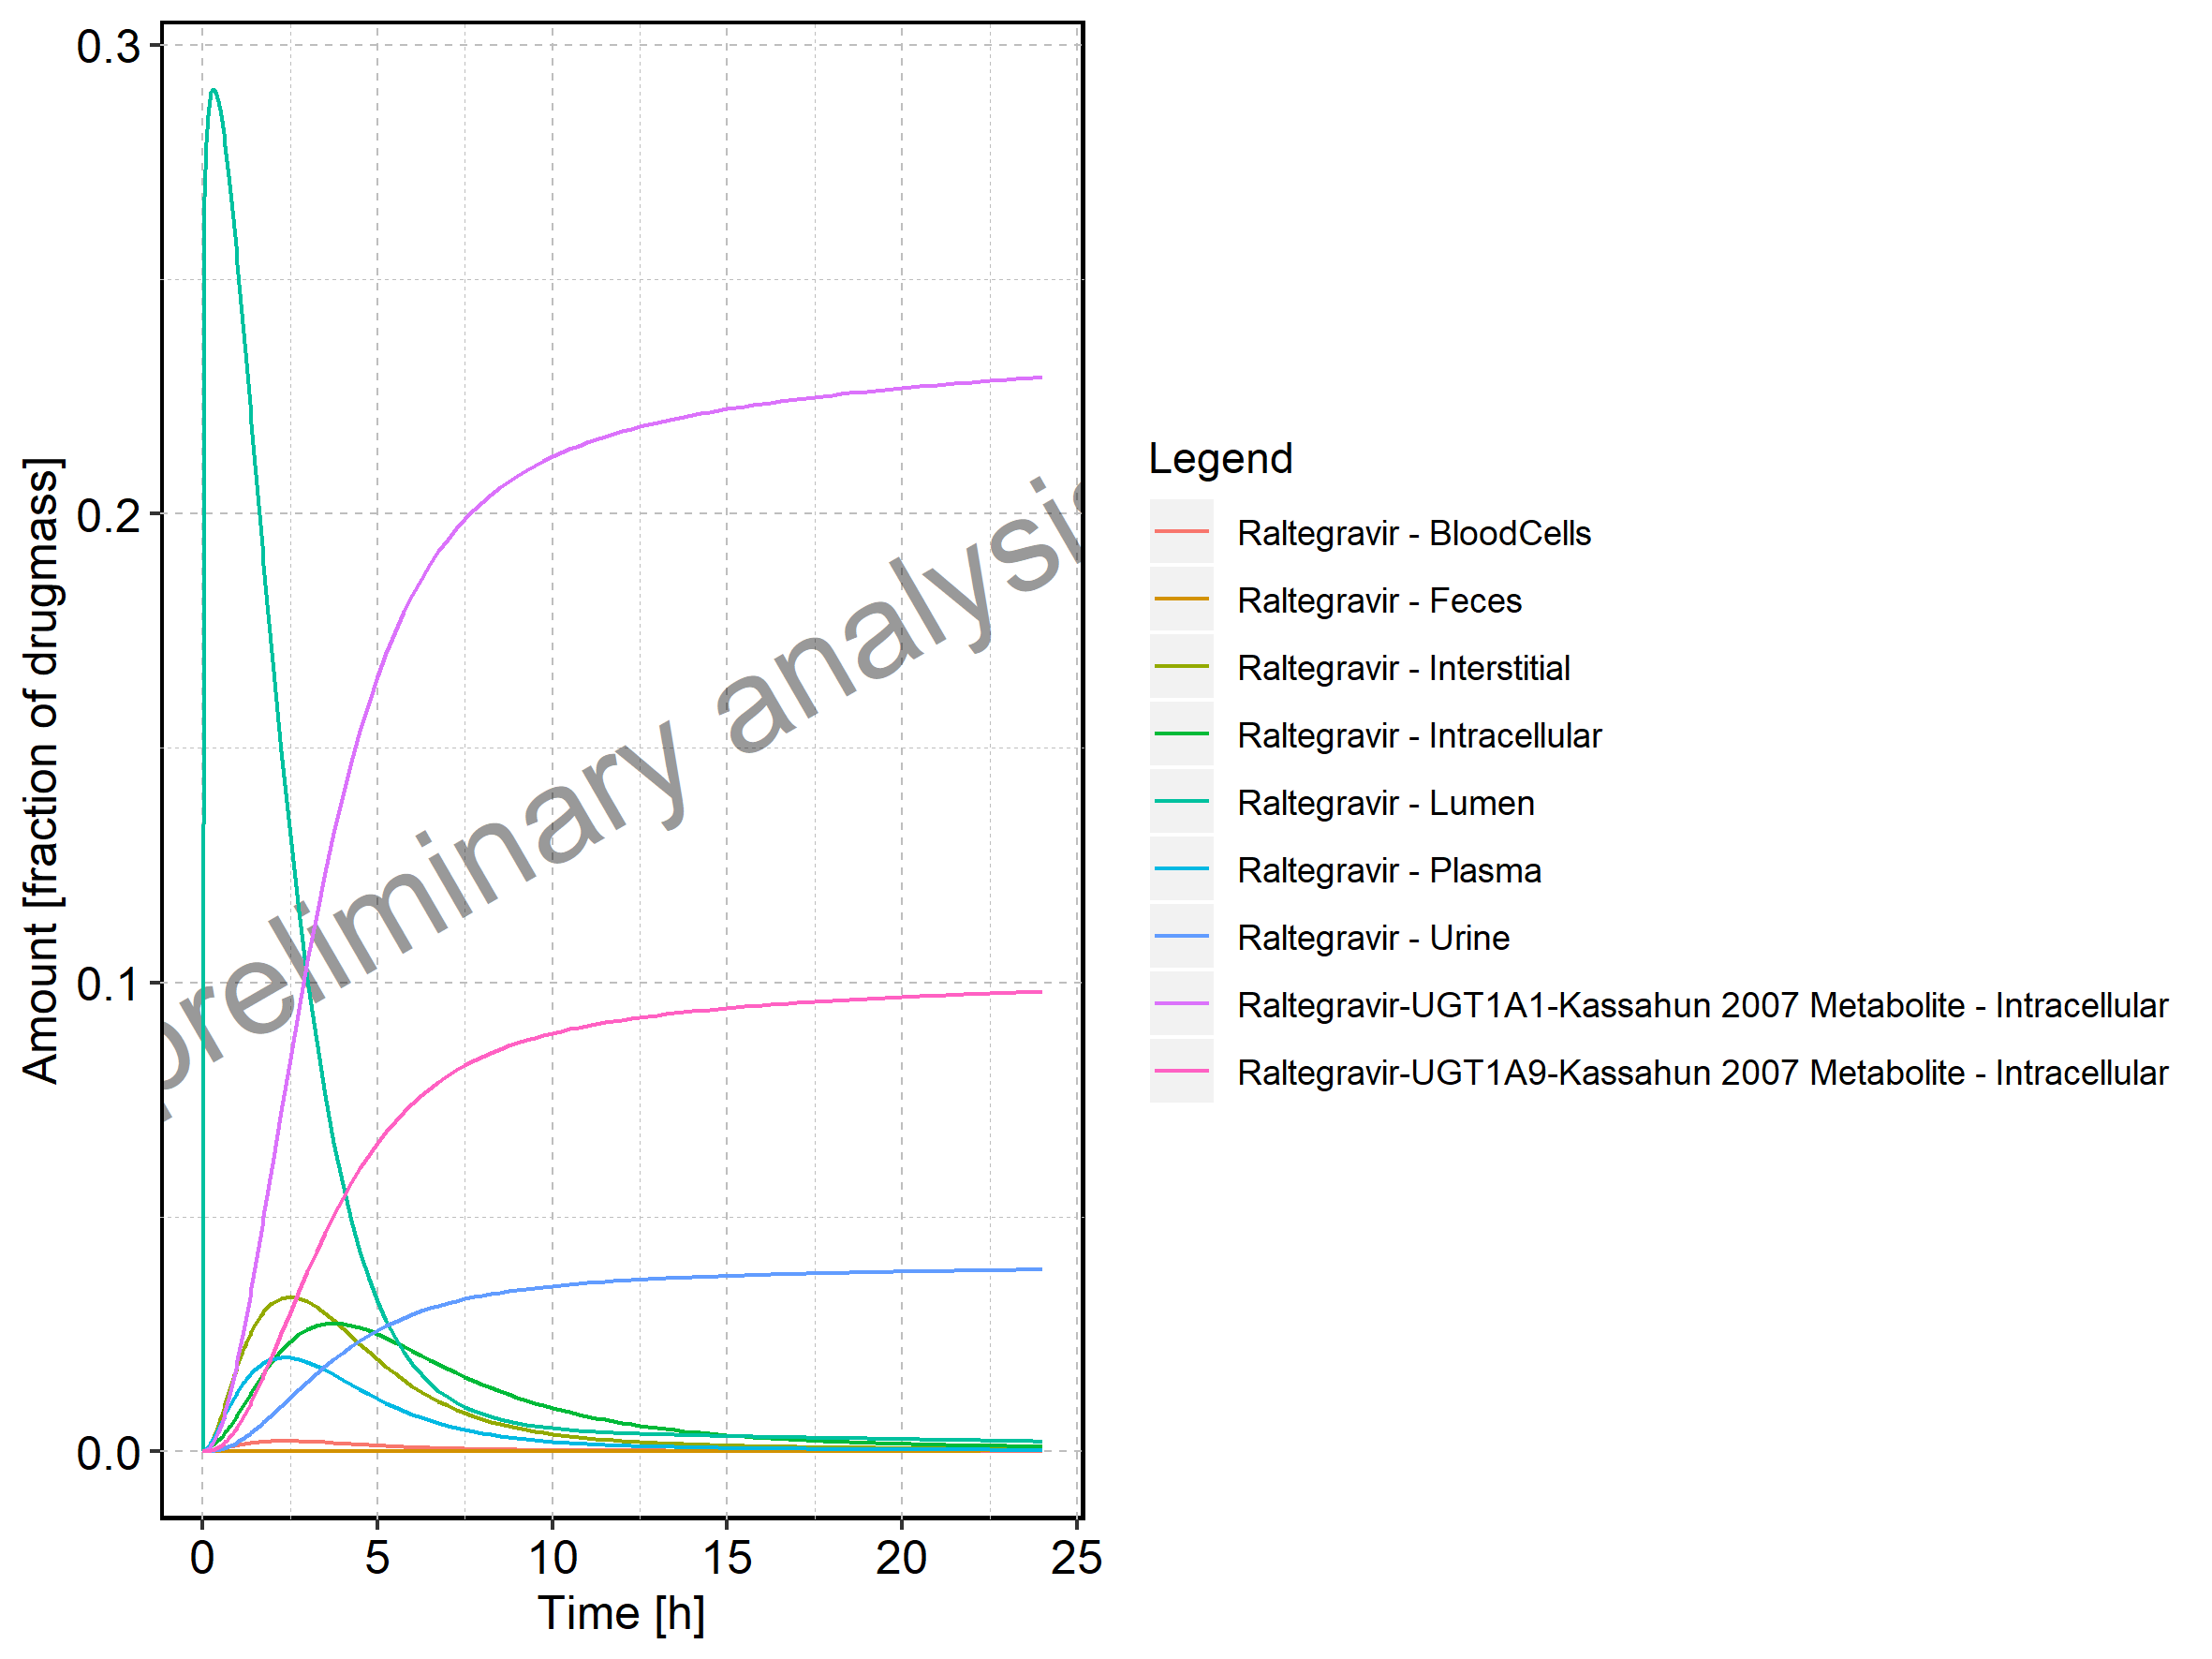 0.3
0.2
0.1
0.0
Amount [fraction of drugmass]
0 5 10 15 20 25
Time [h]
preliminary analysis
Legend
Raltegravir - BloodCells
Raltegravir - Feces
Raltegravir - Interstitial
Raltegravir - Intracellular
Raltegravir - Lumen
Raltegravir - Plasma
Raltegravir - Urine
Raltegravir-UGT1A1-Kassahun 2007 Metabolite - Intracellular
Raltegravir-UGT1A9-Kassahun 2007 Metabolite - Intracellular